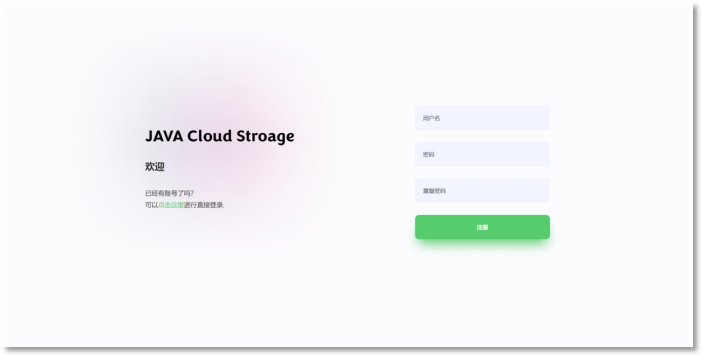 JAVA Cloud Stroage
欢迎
已经有账号了吗?
可以点击这里进行直接登录.
用户名
密码
重复密码
注册